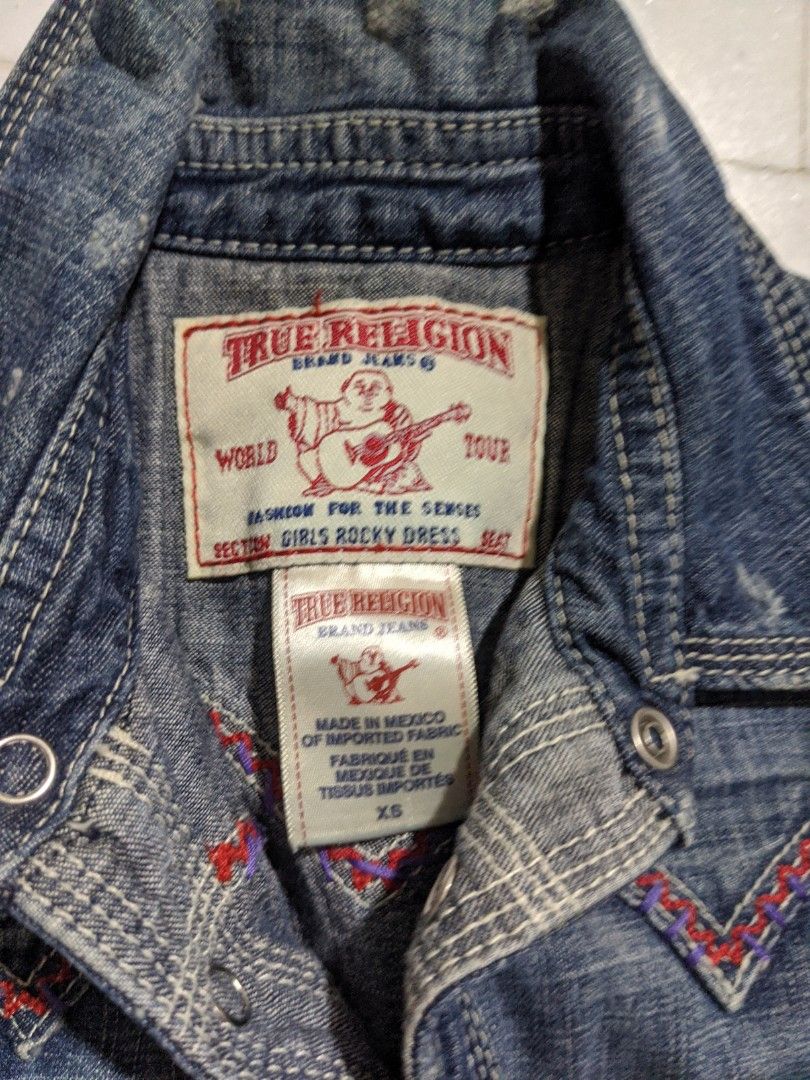 TRUE RELIGION
BRAND JEANS ®
WORLD TOUR
FASHION FOR THE SENSES
SECTION GIRLS ROCKY DRESS SEAT
TRUE RELIGION
BRAND JEANS ®
MADE IN MEXICO
OF IMPORTED FABRIC
FABRIQUÉ EN
MEXIQUE DE
TISSUS IMPORTÉS
XS